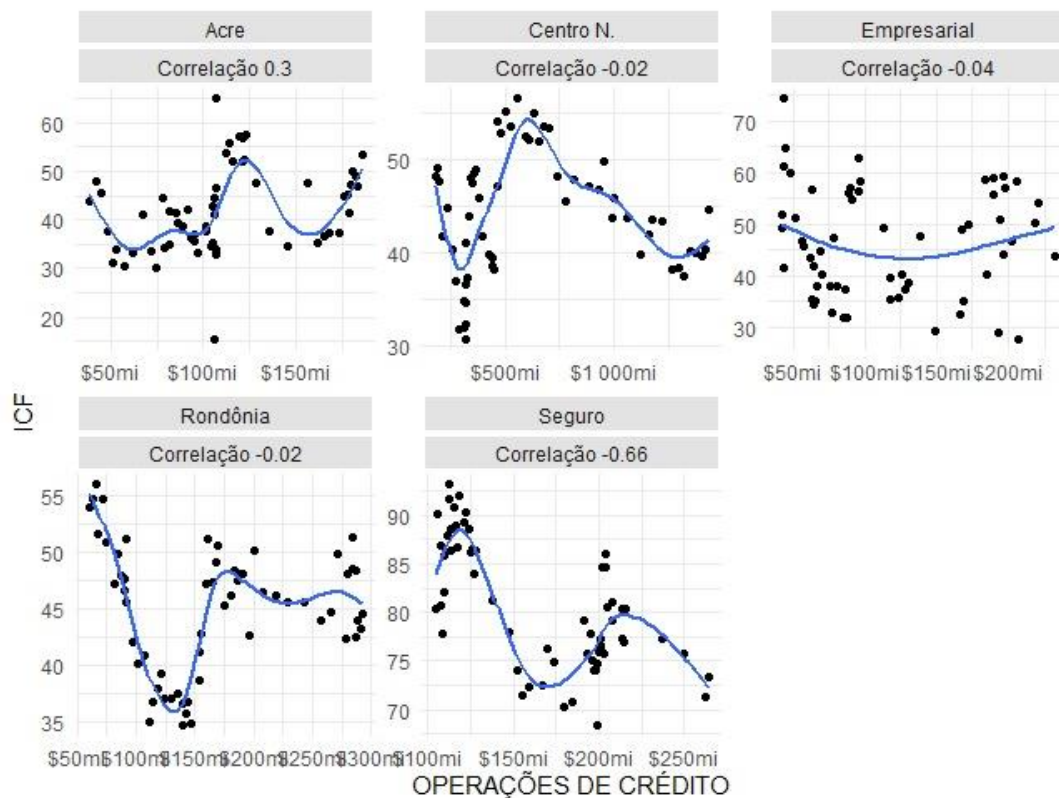 Acre
Correlação 0.3
60
50
40
30
20
$50mi $100mi $150mi
Centro N.
Correlação -0.02
50
40
30
$500mi $1 000mi
Empresarial
Correlação -0.04
70
60
50
40
30
$50mi $100mi $150mi $200mi
ICF
Rondônia
Correlação -0.02
55
50
45
40
35
$50mi $100mi $150mi $200mi $250mi $300mi
Seguro
Correlação -0.66
90
85
80
75
70
$100mi $150mi $200mi $250mi
OPERAÇÕES DE CRÉDITO